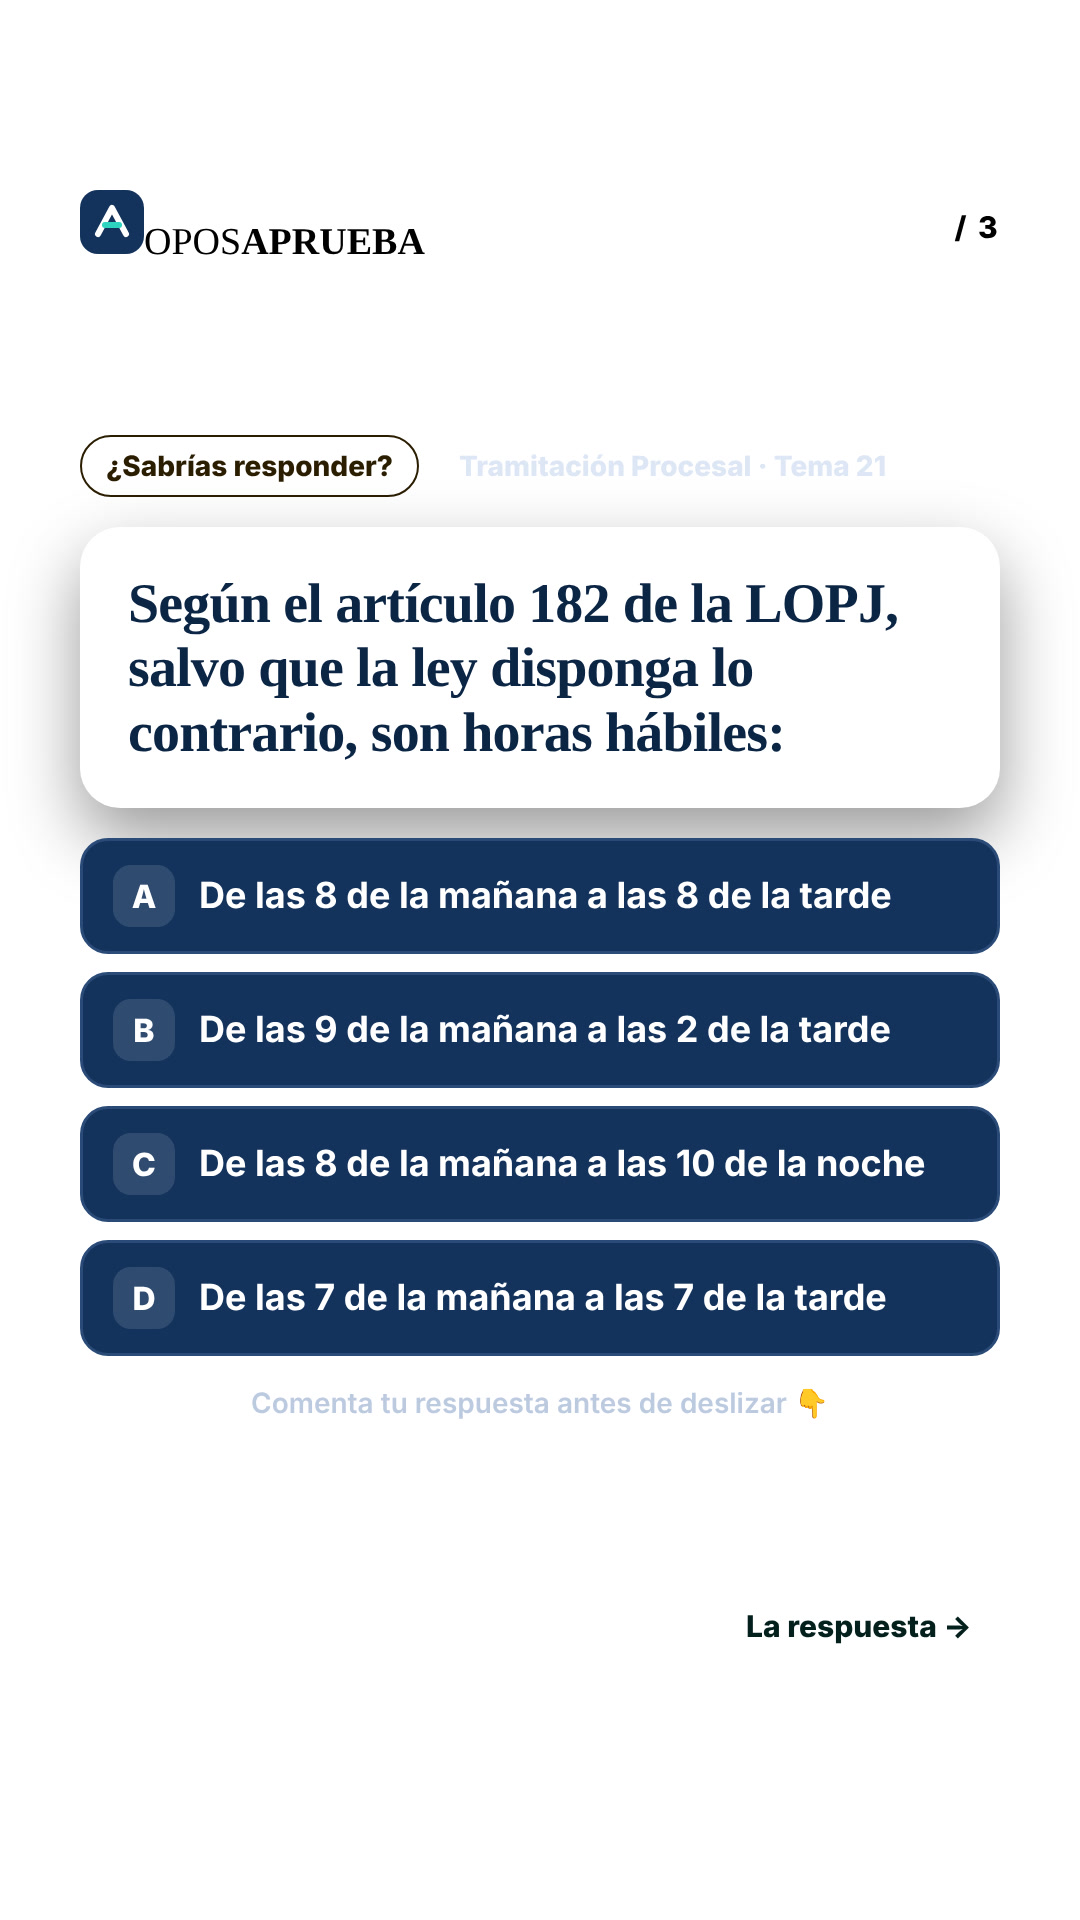 OPOSAPRUEBA
/ 3
¿Sabrías responder?
Tramitación Procesal · Tema 21
Según el artículo 182 de la LOPJ,
salvo que la ley disponga lo
contrario, son horas hábiles:
A De las 8 de la mañana a las 8 de la tarde
B De las 9 de la mañana a las 2 de la tarde
C De las 8 de la mañana a las 10 de la noche
D De las 7 de la mañana a las 7 de la tarde
Comenta tu respuesta antes de deslizar 👇
La respuesta →